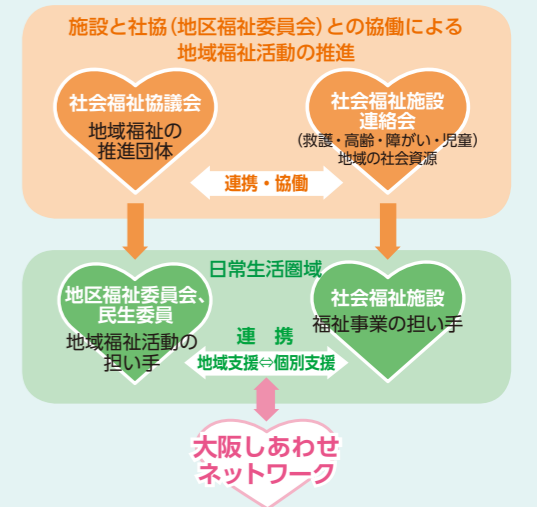 施設と社協(地区福祉委員会)との協働による
地域福祉活動の推進
社会福祉協議会
地域福祉の
推進団体
社会福祉施設
連絡会
(救護・高齢・障がい・児童)
地域の社会資源
連携・協働
日常生活圏域
地区福祉委員会、
民生委員
地域福祉活動の
担い手
社会福祉施設
福祉事業の担い手
連 携
地域支援⇔個別支援
大阪しあわせ
ネットワーク